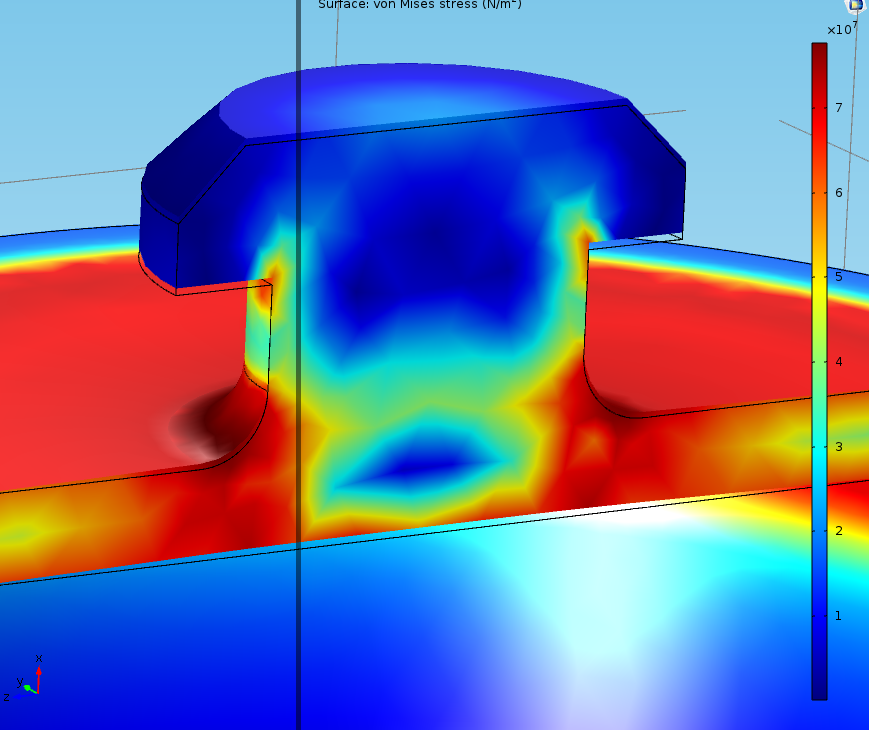 Surface: von Mises stress (N/m²)
×10⁷
7
6
5
4
3
2
1
x
y
z